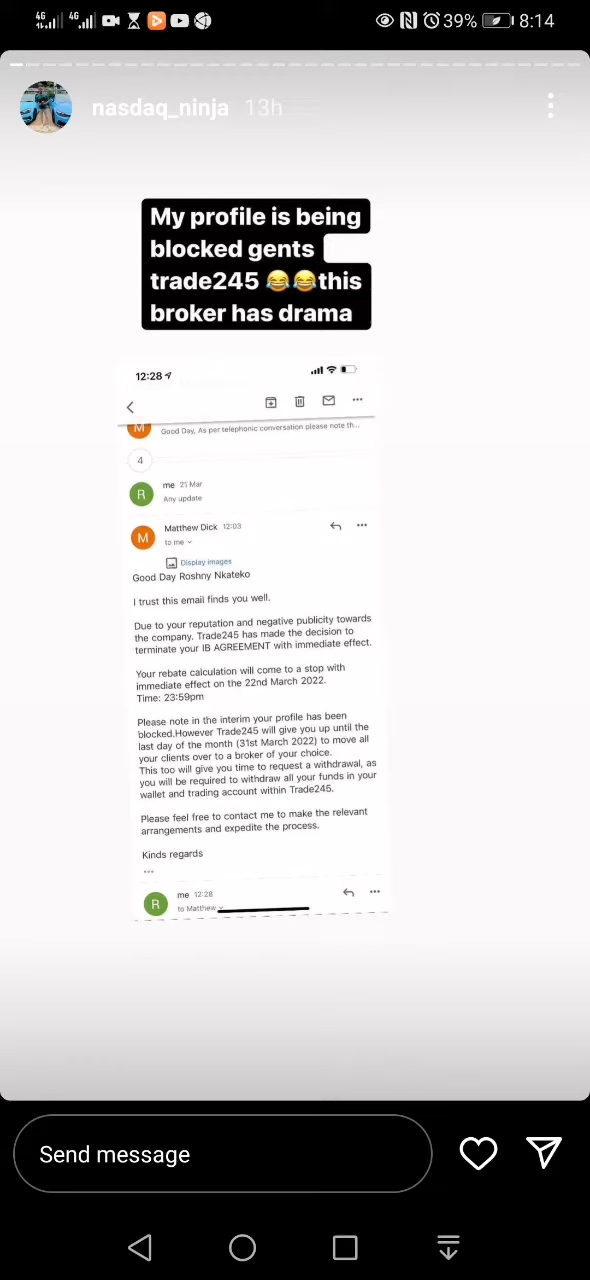 4G 4G 39% 8:14
nasdaq_ninja 13h
My profile is being
blocked gents
trade245 😂😂this
broker has drama
12:28
M Good Day, As per telephonic conversation please note th...
4
R me 21 Mar
Any update
M Matthew Dick 12:03
to me
Display images
Good Day Roshny Nkateko
I trust this email finds you well.
Due to your reputation and negative publicity towards
the company. Trade245 has made the decision to
terminate your IB AGREEMENT with immediate effect.
Your rebate calculation will come to a stop with
immediate effect on the 22nd March 2022.
Time: 23:59pm
Please note in the interim your profile has been
blocked.However Trade245 will give you up until the
last day of the month (31st March 2022) to move all
your clients over to a broker of your choice.
This too will give you time to request a withdrawal, as
you will be required to withdraw all your funds in your
wallet and trading account within Trade245.
Please feel free to contact me to make the relevant
arrangements and expedite the process.
Kinds regards
...
R me 12:28
to Matthew
Send message